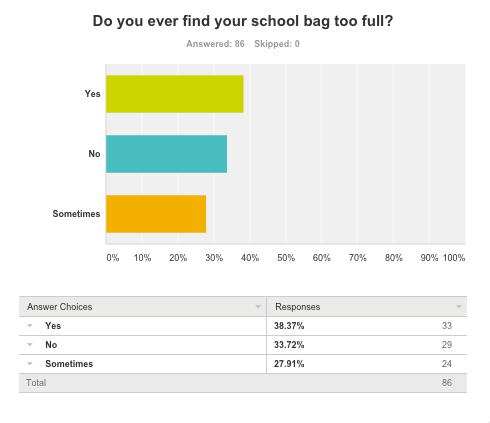 Do you ever find your school bag too full?
Answered: 86 Skipped: 0
Yes
No
Sometimes
0% 10% 20% 30% 40% 50% 60% 70% 80% 90% 100%
Answer Choices Responses
Yes 38.37% 33
No 33.72% 29
Sometimes 27.91% 24
Total 86